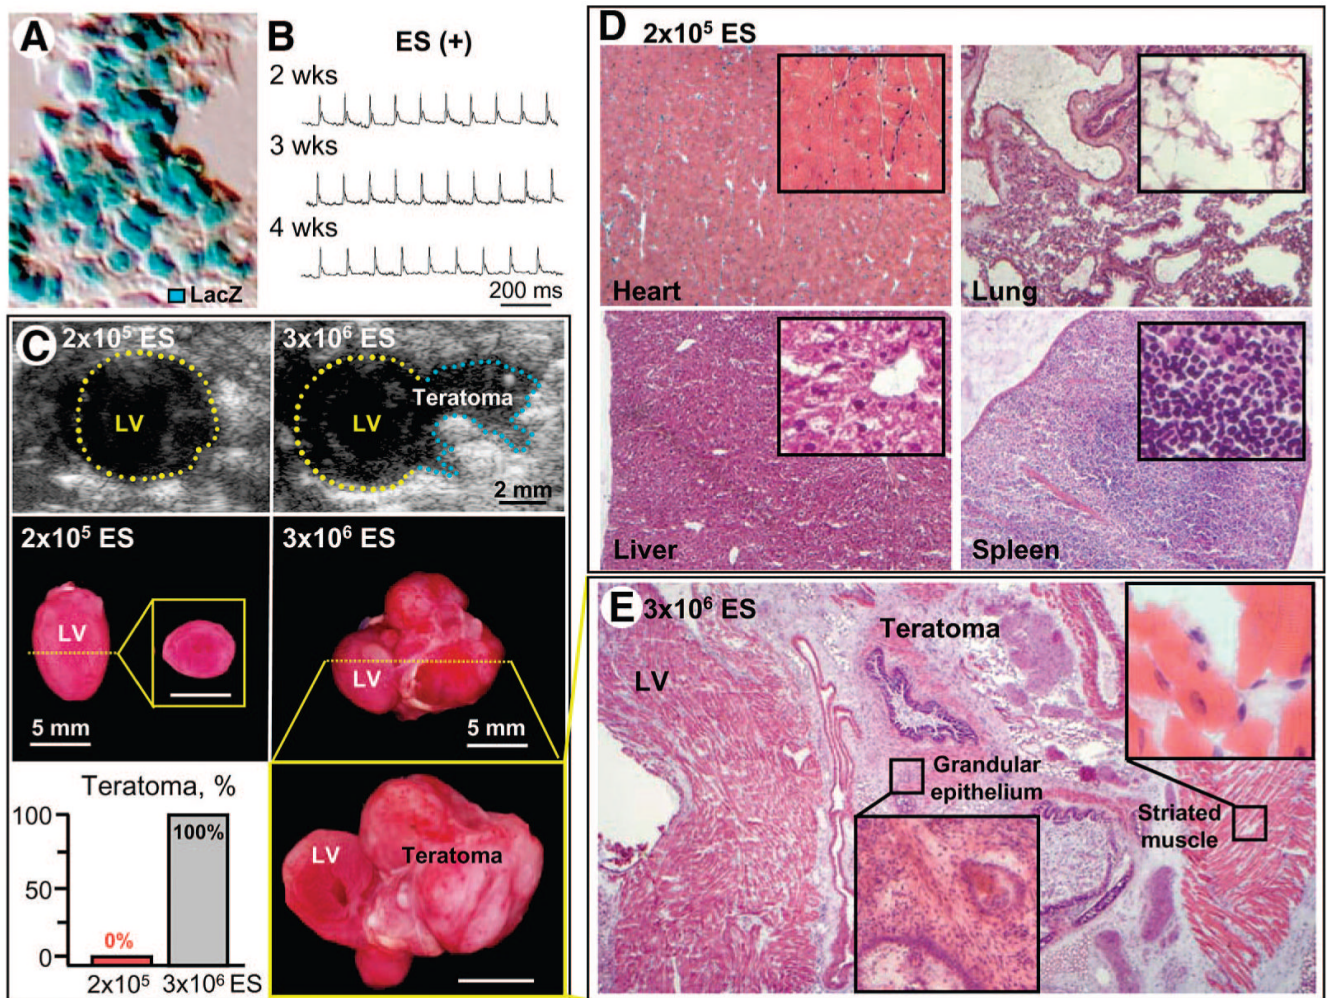 A
LacZ
B
ES (+)
2 wks
3 wks
4 wks
200 ms
C
2x10⁵ ES
LV
3x10⁶ ES
Teratoma
LV
2 mm
2x10⁵ ES
LV
5 mm
3x10⁶ ES
LV
5 mm
Teratoma, %
100
50
0
0%
100%
2x10⁵
3x10⁶ ES
LV
Teratoma
D
2x10⁵ ES
Heart
Lung
Liver
Spleen
E
3x10⁶ ES
Teratoma
LV
Grandular
epithelium
Striated
muscle